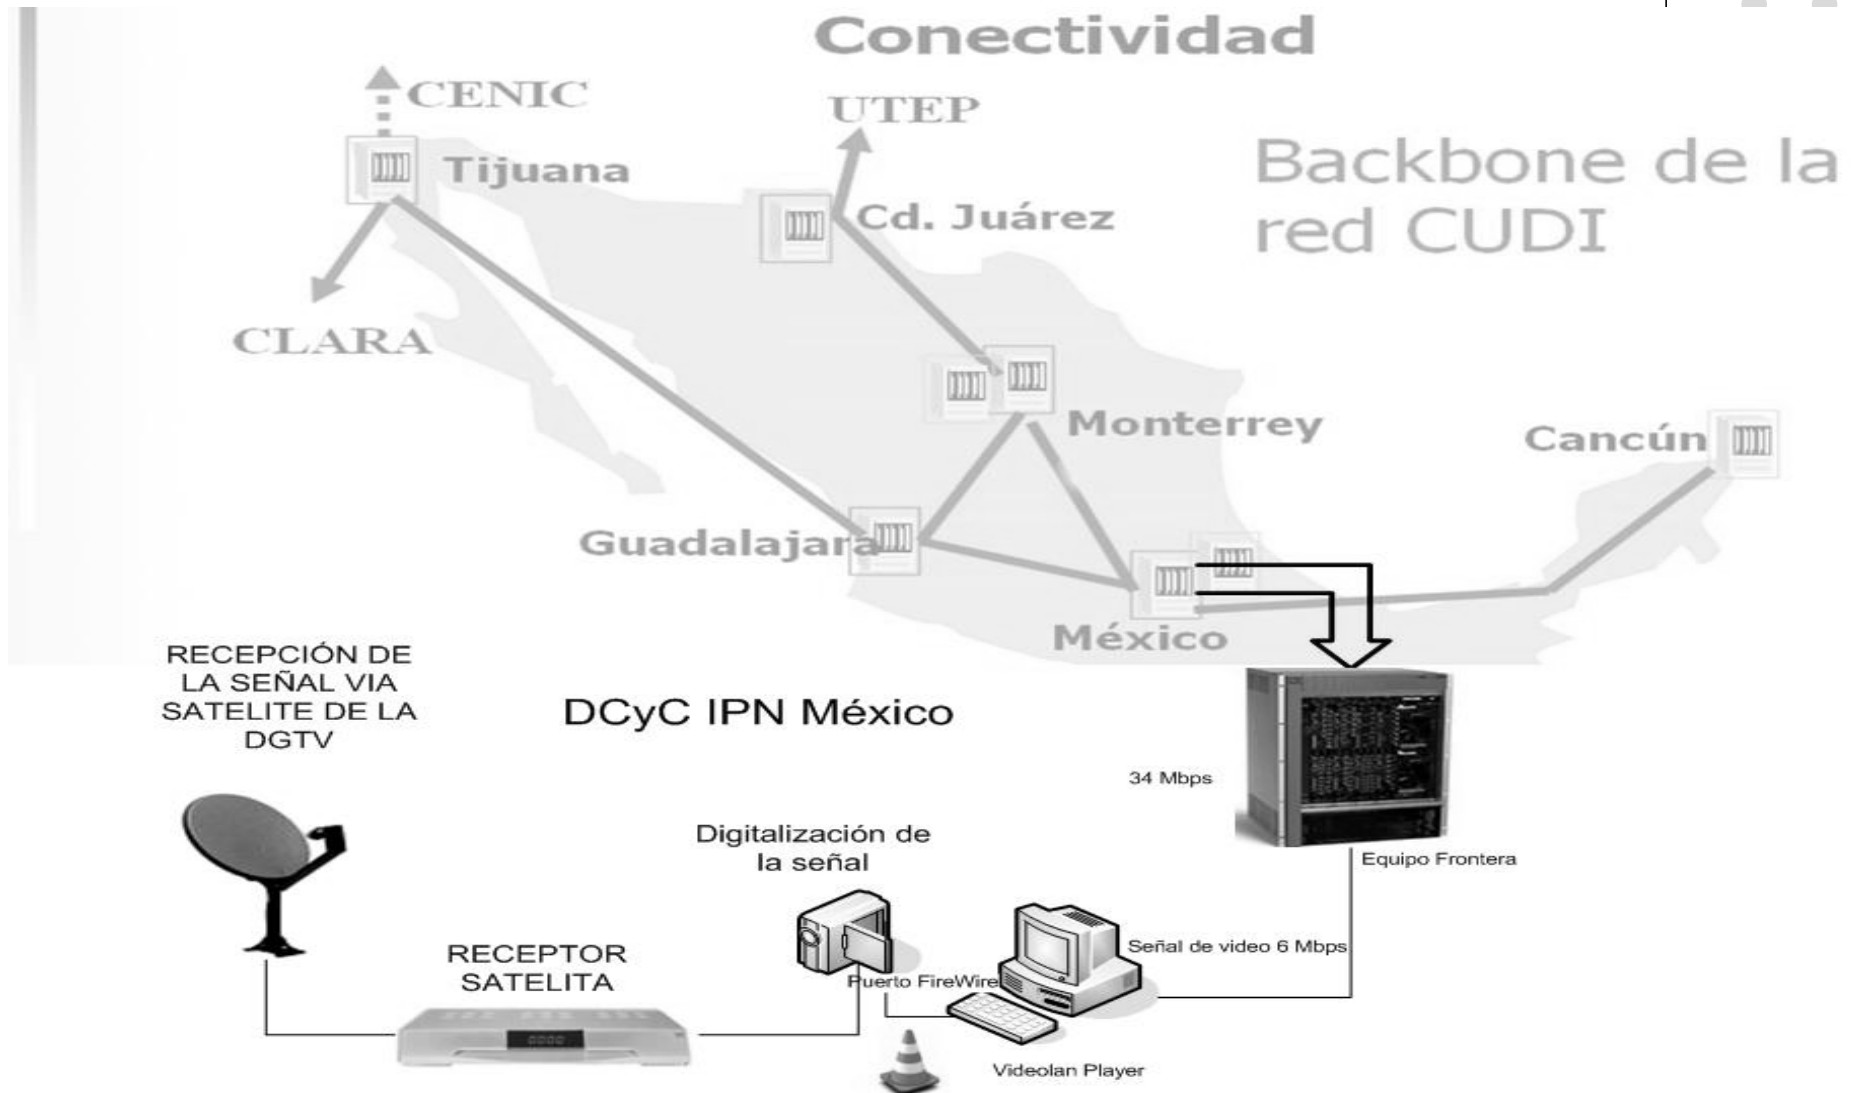 Conectividad
CENIC
UTEP
Tijuana
Backbone de la
red CUDI
Cd. Juárez
CLARA
Monterrey
Cancún
Guadalajara
México
RECEPCIÓN DE
LA SEÑAL VIA
SATELITE DE LA
DGTV
DCyC IPN México
34 Mbps
Digitalización de
la señal
Equipo Frontera
RECEPTOR
SATELITA
Señal de video 6 Mbps
Puerto FireWire
Videolan Player